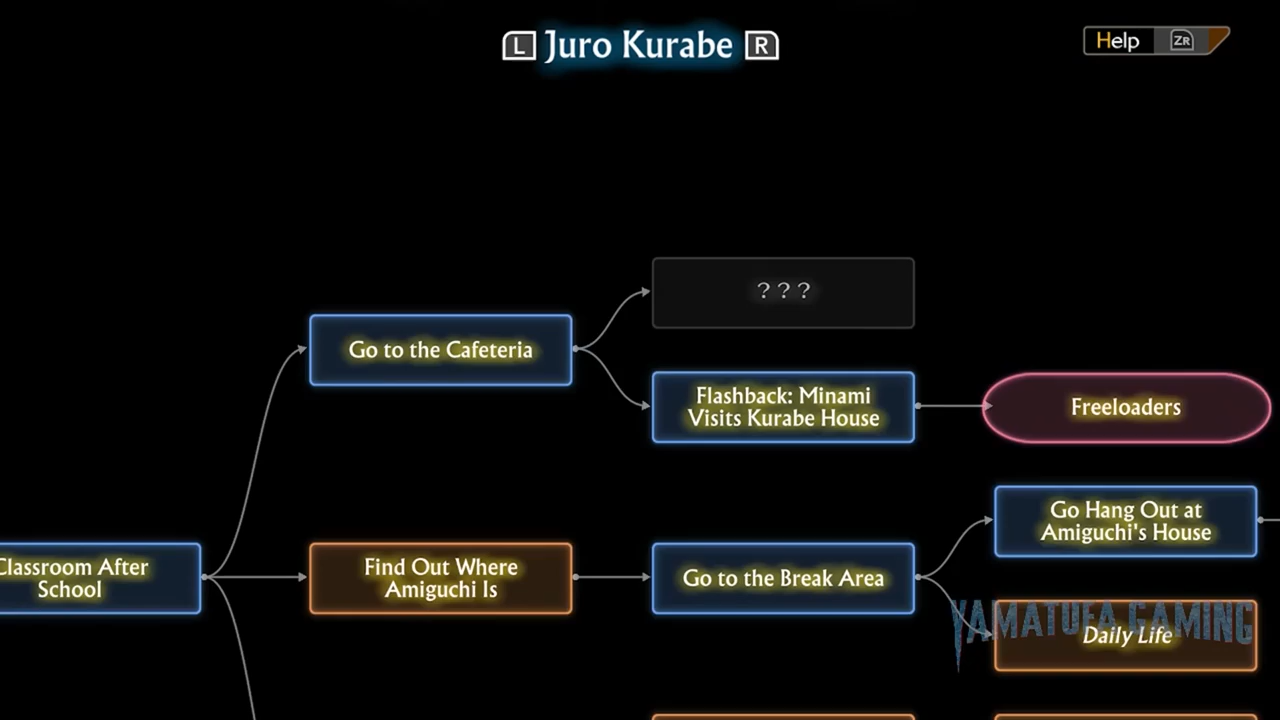 L Juro Kurabe R
Help ZR
? ? ?
Go to the Cafeteria
Flashback: Minami
Visits Kurabe House
Freeloaders
Go Hang Out at
Amiguchi's House
Classroom After
School
Find Out Where
Amiguchi Is
Go to the Break Area
YAMATUFA GAMING
Daily Life